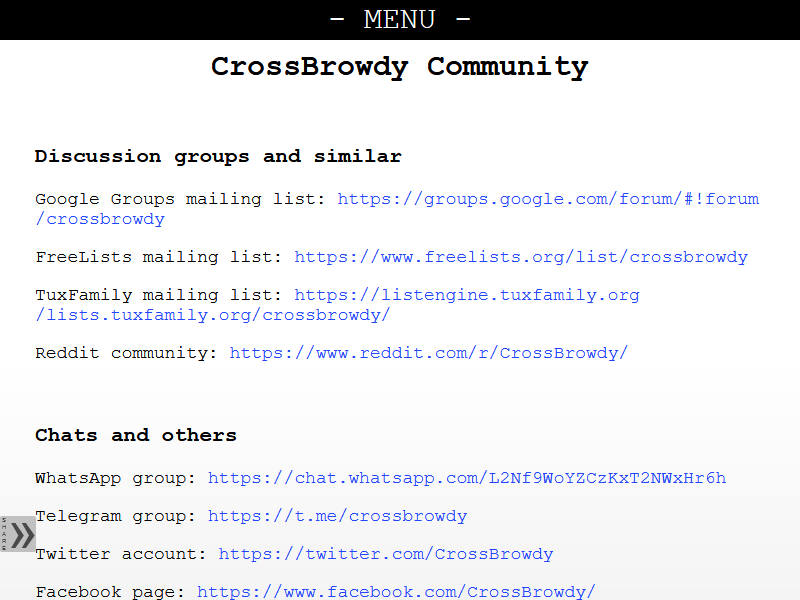 - MENU -
CrossBrowdy Community
Discussion groups and similar
Google Groups mailing list: https://groups.google.com/forum/#!forum
/crossbrowdy
FreeLists mailing list: https://www.freelists.org/list/crossbrowdy
TuxFamily mailing list: https://listengine.tuxfamily.org
/lists.tuxfamily.org/crossbrowdy/
Reddit community: https://www.reddit.com/r/CrossBrowdy/
Chats and others
WhatsApp group: https://chat.whatsapp.com/L2Nf9WoYZCzKxT2NWxHr6h
Telegram group: https://t.me/crossbrowdy
SHARE
Twitter account: https://twitter.com/CrossBrowdy
Facebook page: https://www.facebook.com/CrossBrowdy/